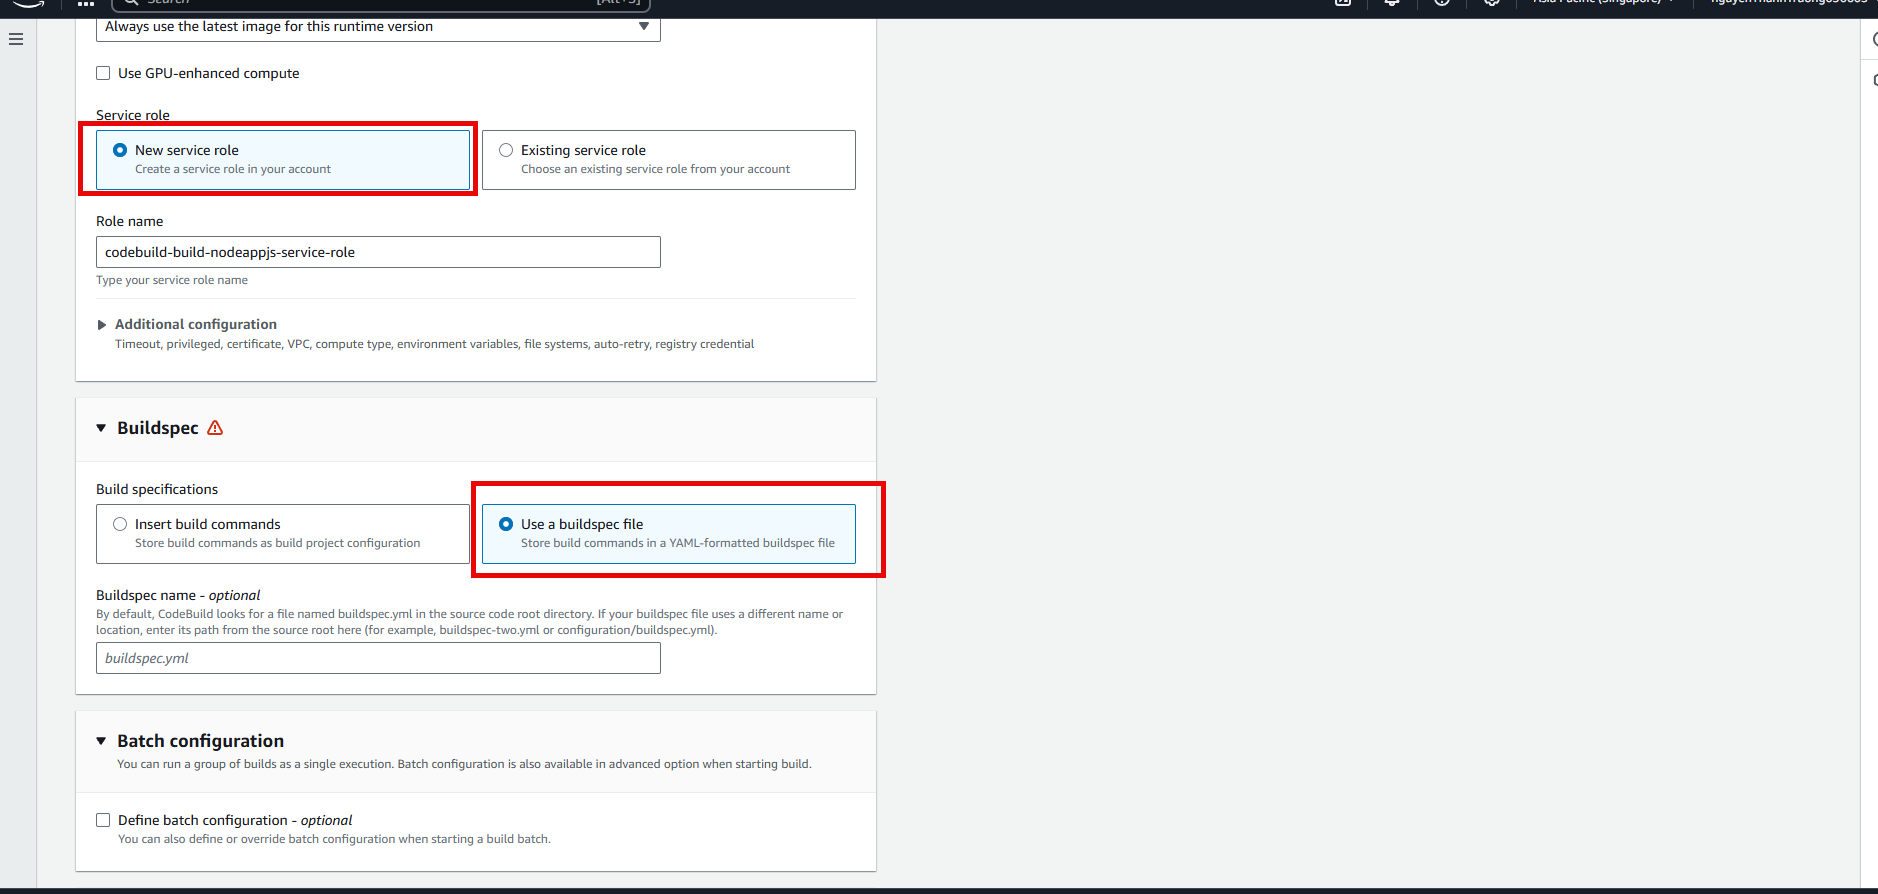 Search
[Alt+S]
Asia Pacific (Singapore)
Always use the latest image for this runtime version
Use GPU-enhanced compute
Service role
New service role
Create a service role in your account
Existing service role
Choose an existing service role from your account
Role name
codebuild-build-nodeappjs-service-role
Type your service role name
Additional configuration
Timeout, privileged, certificate, VPC, compute type, environment variables, file systems, auto-retry, registry credential
Buildspec
Build specifications
Insert build commands
Store build commands as build project configuration
Use a buildspec file
Store build commands in a YAML-formatted buildspec file
Buildspec name - optional
By default, CodeBuild looks for a file named buildspec.yml in the source code root directory. If your buildspec file uses a different name or
location, enter its path from the source root here (for example, buildspec-two.yml or configuration/buildspec.yml).
buildspec.yml
Batch configuration
You can run a group of builds as a single execution. Batch configuration is also available in advanced option when starting build.
Define batch configuration - optional
You can also define or override batch configuration when starting a build batch.